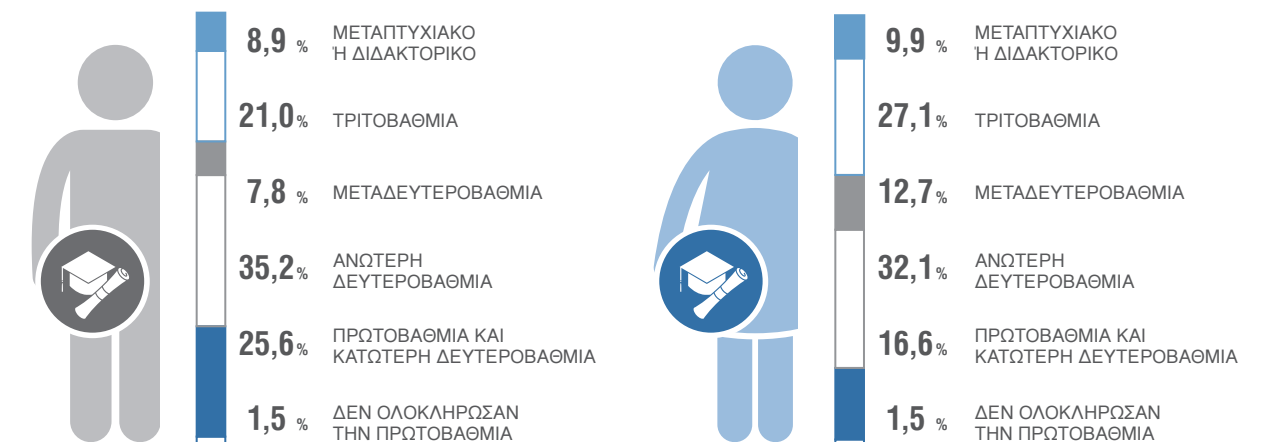 8,9 % ΜΕΤΑΠΤΥΧΙΑΚΟ
Ή ΔΙΔΑΚΤΟΡΙΚΟ
21,0% ΤΡΙΤΟΒΑΘΜΙΑ
7,8 % ΜΕΤΑΔΕΥΤΕΡΟΒΑΘΜΙΑ
35,2% ΑΝΩΤΕΡΗ
ΔΕΥΤΕΡΟΒΑΘΜΙΑ
25,6% ΠΡΩΤΟΒΑΘΜΙΑ ΚΑΙ
ΚΑΤΩΤΕΡΗ ΔΕΥΤΕΡΟΒΑΘΜΙΑ
1,5 % ΔΕΝ ΟΛΟΚΛΗΡΩΣΑΝ
ΤΗΝ ΠΡΩΤΟΒΑΘΜΙΑ
9,9 % ΜΕΤΑΠΤΥΧΙΑΚΟ
Ή ΔΙΔΑΚΤΟΡΙΚΟ
27,1% ΤΡΙΤΟΒΑΘΜΙΑ
12,7% ΜΕΤΑΔΕΥΤΕΡΟΒΑΘΜΙΑ
32,1% ΑΝΩΤΕΡΗ
ΔΕΥΤΕΡΟΒΑΘΜΙΑ
16,6% ΠΡΩΤΟΒΑΘΜΙΑ ΚΑΙ
ΚΑΤΩΤΕΡΗ ΔΕΥΤΕΡΟΒΑΘΜΙΑ
1,5 % ΔΕΝ ΟΛΟΚΛΗΡΩΣΑΝ
ΤΗΝ ΠΡΩΤΟΒΑΘΜΙΑ